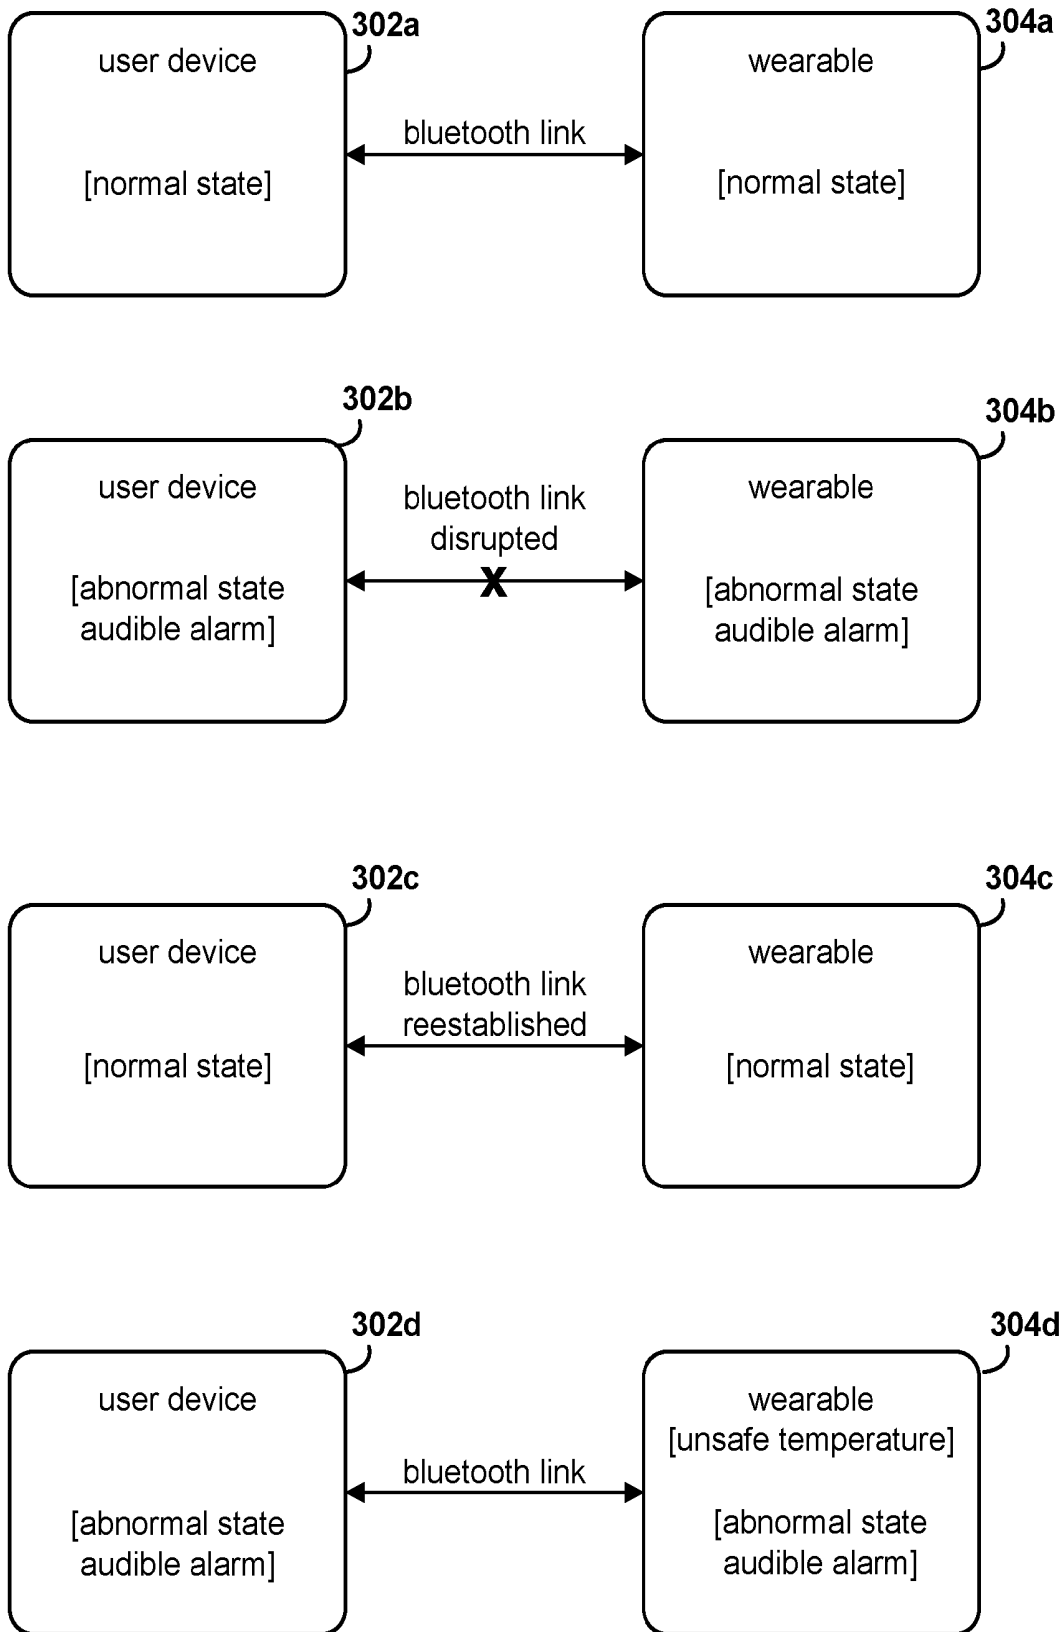 302a
304a
user device
wearable
bluetooth link
[normal state]
[normal state]
302b
304b
user device
wearable
bluetooth link
disrupted
X
[abnormal state
audible alarm]
[abnormal state
audible alarm]
302c
304c
user device
wearable
bluetooth link
reestablished
[normal state]
[normal state]
302d
304d
user device
wearable
[unsafe temperature]
bluetooth link
[abnormal state
audible alarm]
[abnormal state
audible alarm]